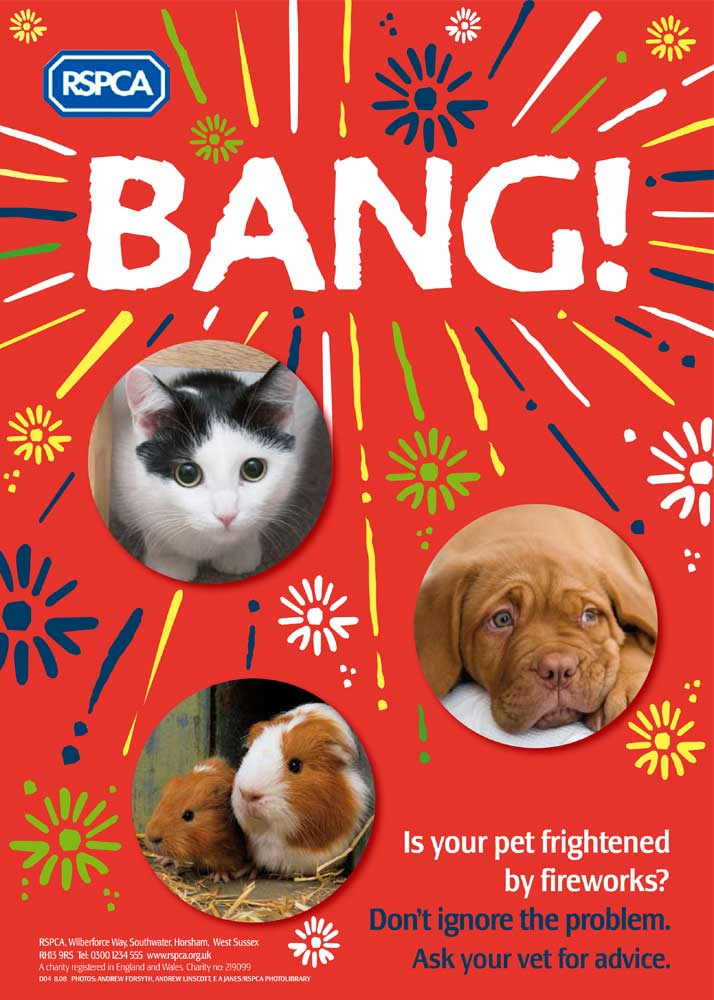 RSPCA
BANG!
Is your pet frightened
by fireworks?
Don't ignore the problem.
Ask your vet for advice.
RSPCA, Wilberforce Way, Southwater, Horsham, West Sussex
RH13 9RS Tel: 0300 1234 555 www.rspca.org.uk
A charity registered in England and Wales. Charity no: 219099
D04 8.08 PHOTOS: ANDREW FORSYTH, ANDREW LINSCOTT, E A JANES/RSPCA PHOTOLIBRARY